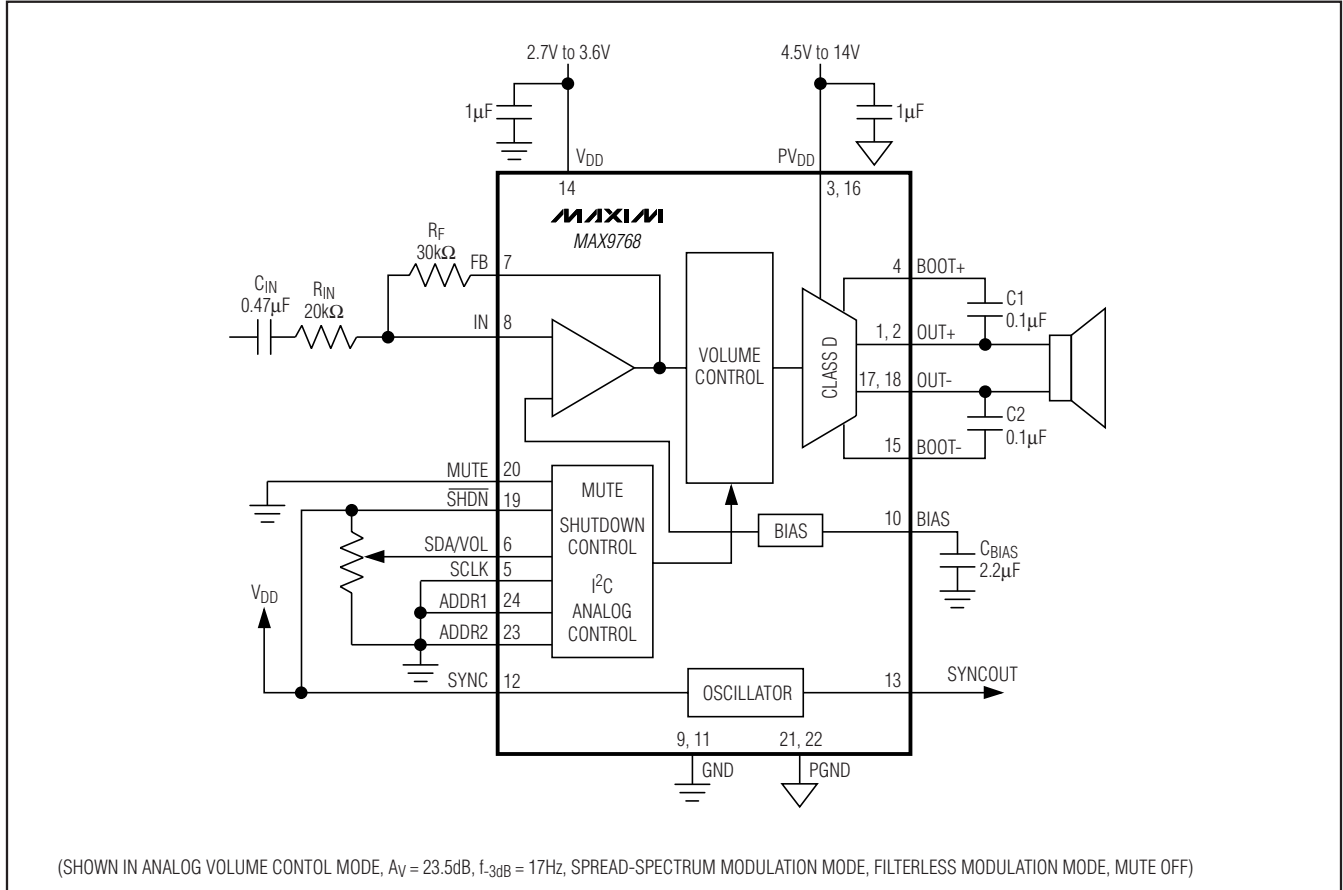 2.7V to 3.6V
4.5V to 14V
1µF
1µF
VDD
PVDD
14
3, 16
MAXIM
MAX9768
RF
30kΩ
FB
7
CIN
0.47µF
RIN
20kΩ
IN
8
VOLUME
CONTROL
CLASS D
4
BOOT+
C1
0.1µF
1, 2
OUT+
17, 18
OUT-
C2
0.1µF
15
BOOT-
MUTE
20
SHDN
19
SDA/VOL
6
SCLK
5
ADDR1
24
ADDR2
23
MUTE
SHUTDOWN
CONTROL
I2C
ANALOG
CONTROL
BIAS
10
BIAS
CBIAS
2.2µF
VDD
SYNC
12
OSCILLATOR
13
SYNCOUT
9, 11
GND
21, 22
PGND
(SHOWN IN ANALOG VOLUME CONTOL MODE, AV = 23.5dB, f-3dB = 17Hz, SPREAD-SPECTRUM MODULATION MODE, FILTERLESS MODULATION MODE, MUTE OFF)